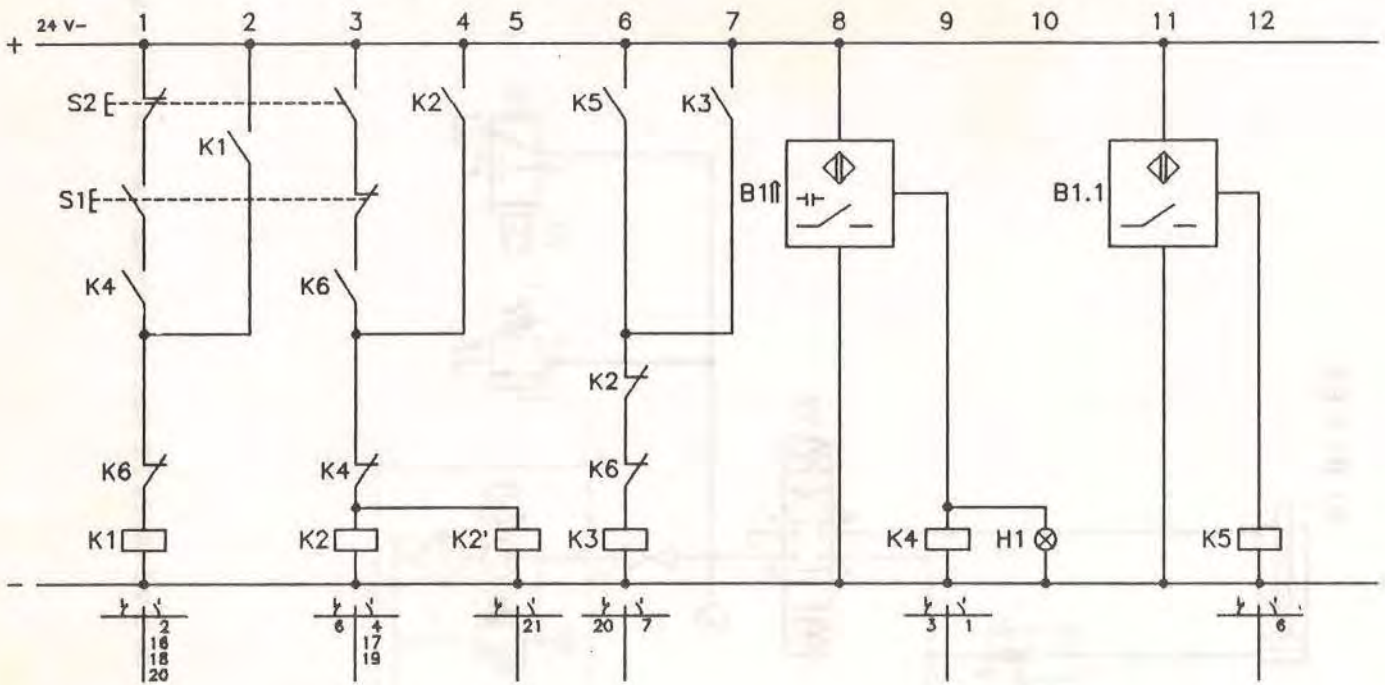 1 2 3 4 5 6 7 8 9 10 11 12
24 V-
+
S2 K2 K5 K3
K1
S1 B1 B1.1
K4 K6
K2
K6 K4 K6
K1 K2 K2' K3 K4 H1 K5
-
2 6 4 21 20 7 3 1 6
16 17
18 19
20